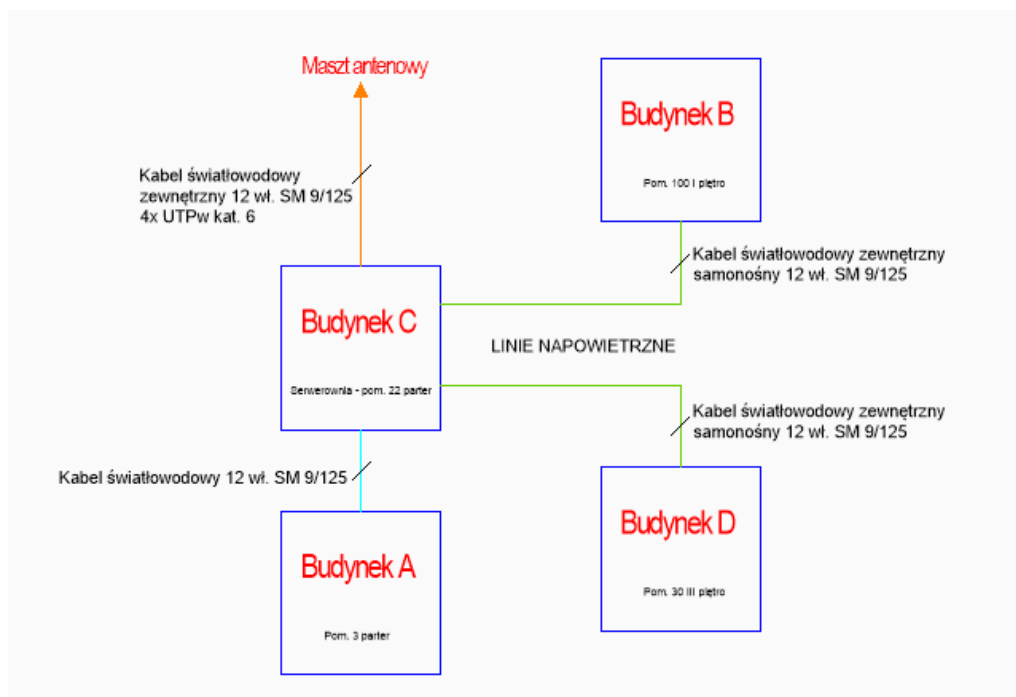 Maszt antenowy
Kabel światłowodowy
zewnętrzny 12 wł. SM 9/125
4x UTPw kat. 6
Budynek B
Pom. 100 I piętro
Kabel światłowodowy zewnętrzny
samonośny 12 wł. SM 9/125
Budynek C
Serwerownia - pom. 22 parter
LINIE NAPOWIETRZNE
Kabel światłowodowy zewnętrzny
samonośny 12 wł. SM 9/125
Kabel światłowodowy 12 wł. SM 9/125
Budynek A
Pom. 3 parter
Budynek D
Pom. 30 III piętro